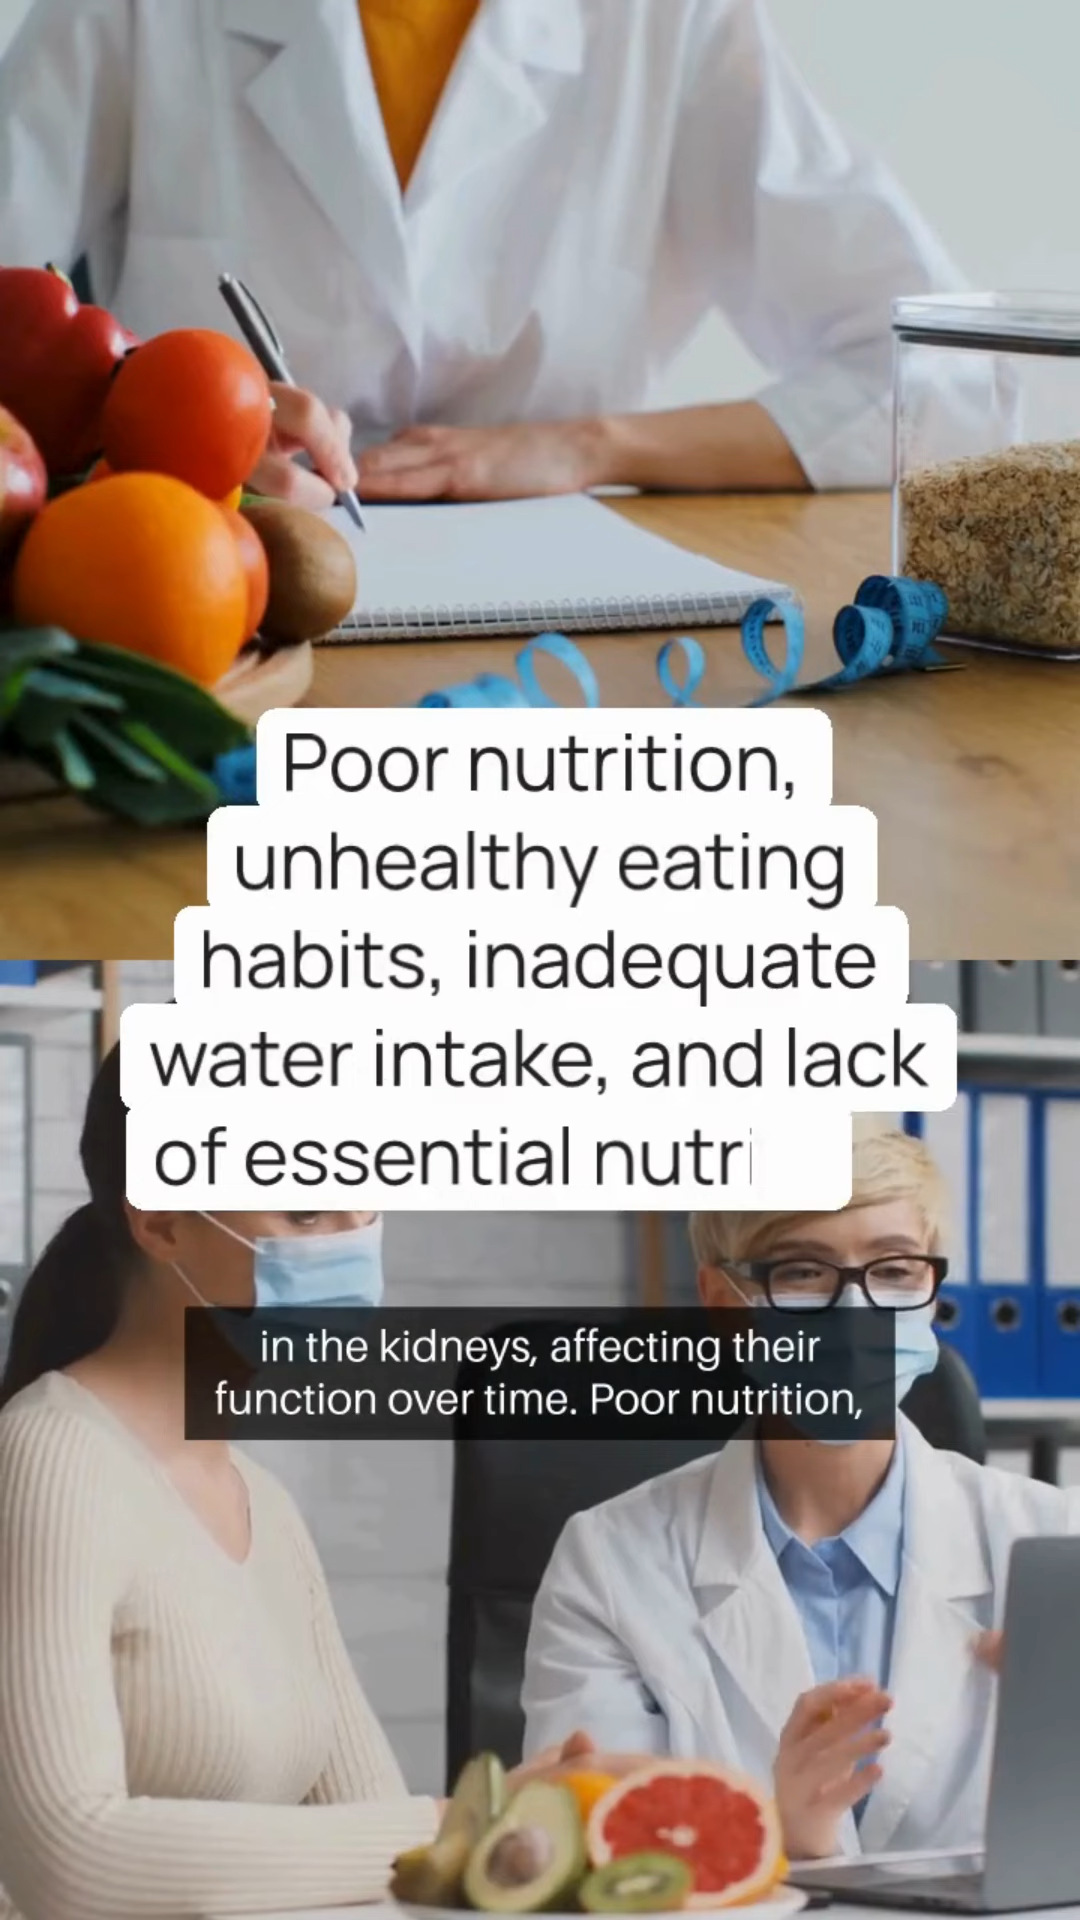 Poor nutrition,
unhealthy eating
habits, inadequate
water intake, and lack
of essential nutri
in the kidneys, affecting their
function over time. Poor nutrition,